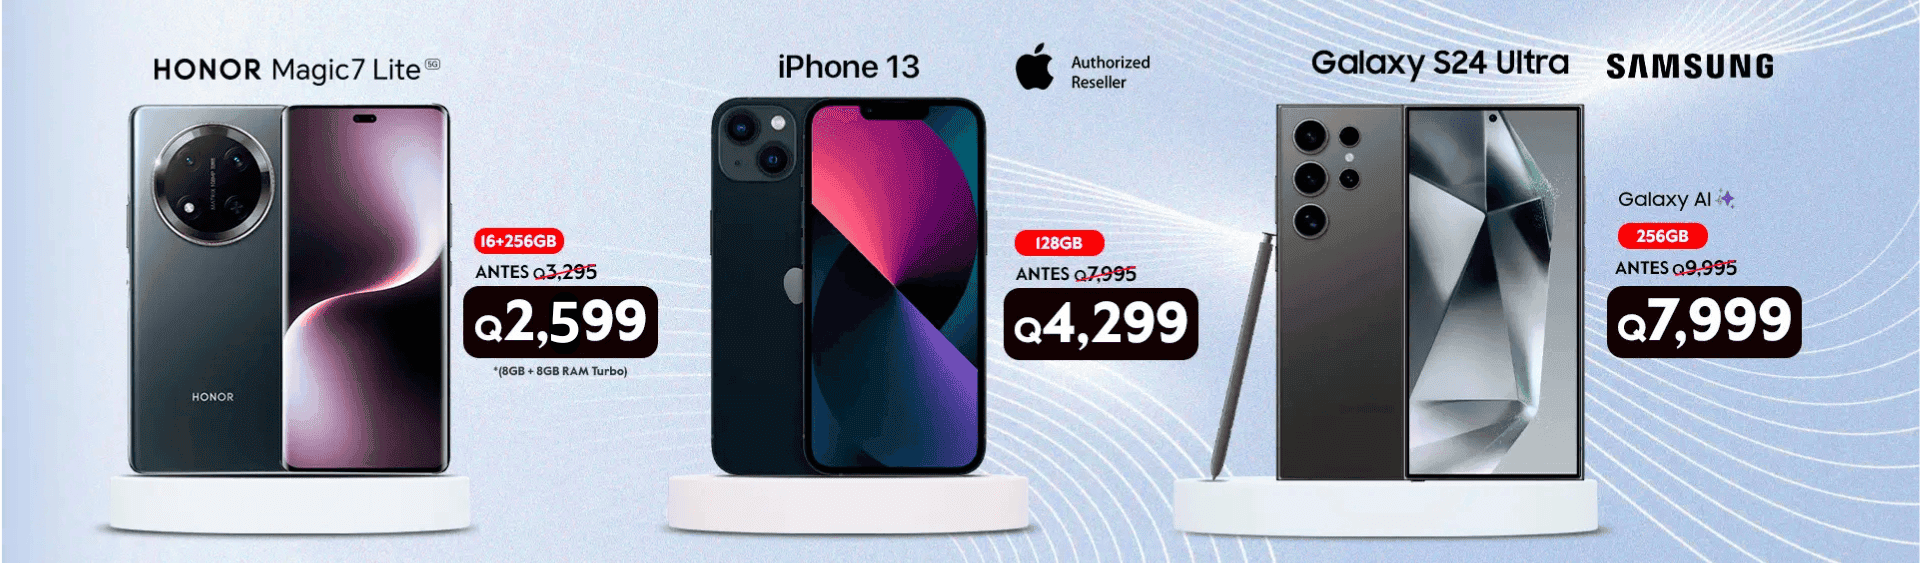 HONOR Magic7 Lite 5G
16+256GB
ANTES Q3,295
Q2,599
*(8GB + 8GB RAM Turbo)
HONOR
iPhone 13
Authorized
Reseller
128GB
ANTES Q7,995
Q4,299
Galaxy S24 Ultra
SAMSUNG
Galaxy AI
256GB
ANTES Q9,995
Q7,999